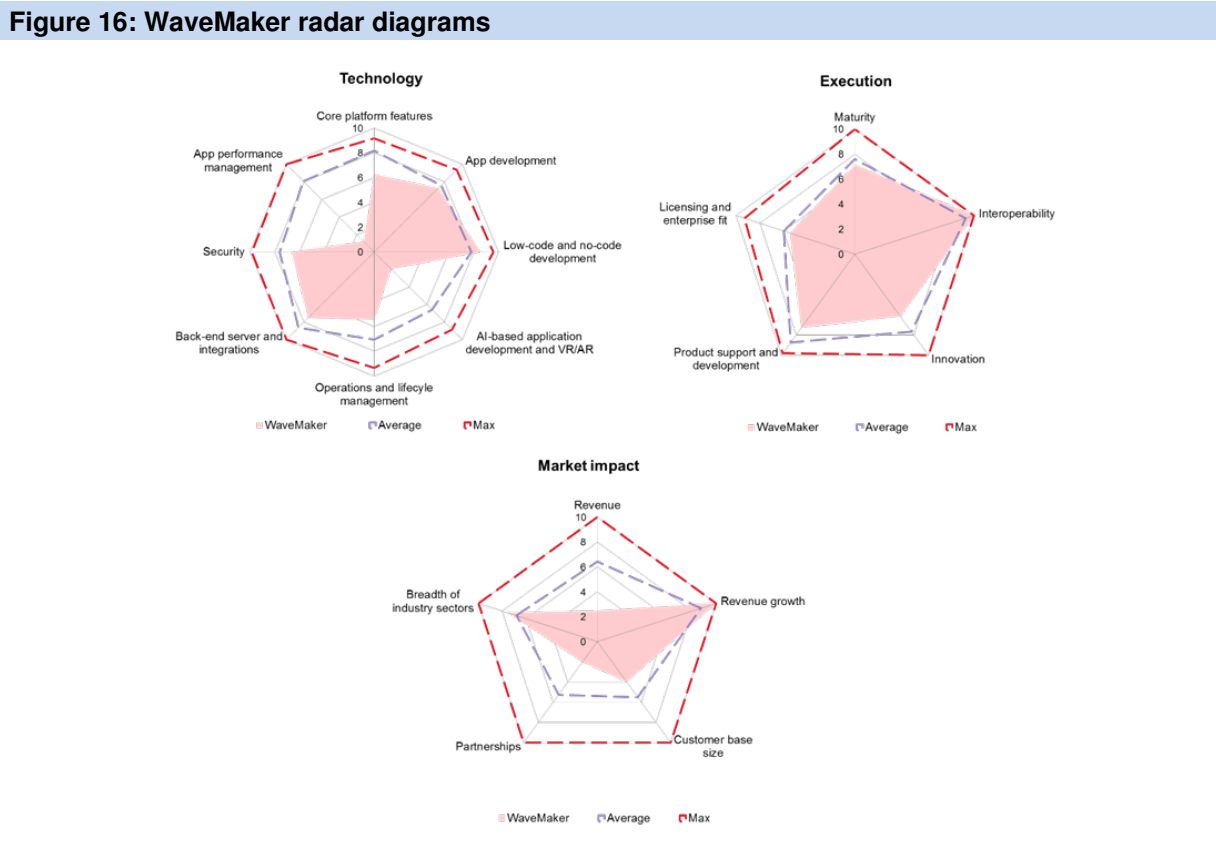 Figure 16: WaveMaker radar diagrams
Technology
Core platform features
10
8
6
4
2
0
App development
Low-code and no-code
development
AI-based application
development and VR/AR
Operations and lifecyle
management
Back-end server and
integrations
Security
App performance
management
WaveMaker Average Max
Execution
Maturity
10
8
6
4
2
0
Interoperability
Innovation
Product support and
development
Licensing and
enterprise fit
WaveMaker Average Max
Market impact
Revenue
10
8
6
4
2
0
Revenue growth
Customer base
size
Partnerships
Breadth of
industry sectors
WaveMaker Average Max